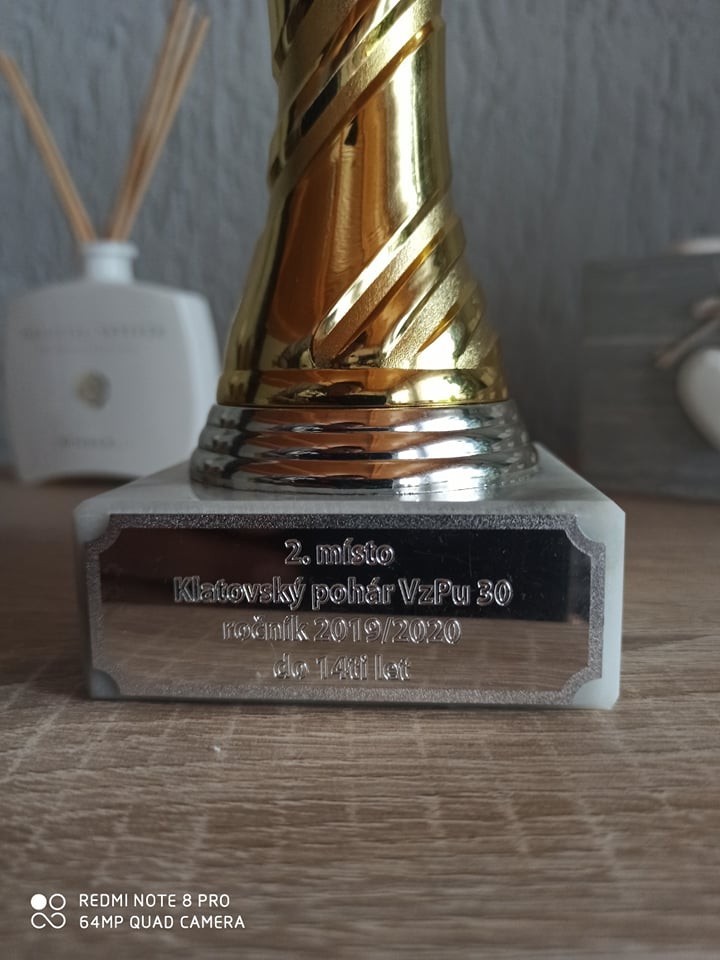 2. místo
Klatovský pohár VzPu 30
ročník 2019/2020
do 14ti let
REDMI NOTE 8 PRO
64MP QUAD CAMERA